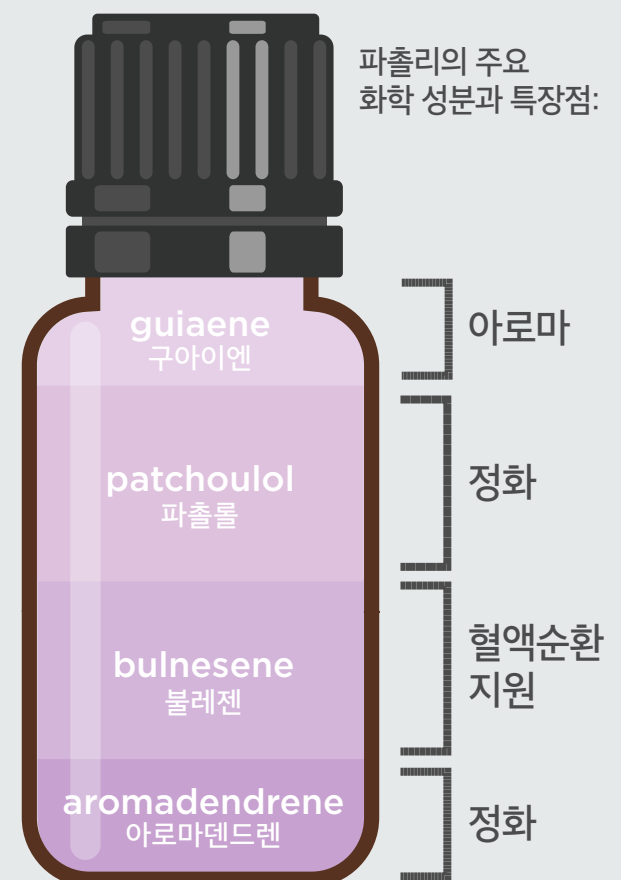 파촐리의 주요
화학 성분과 특장점:
guiaene
구아이엔
아로마
patchoulol
파촐롤
정화
bulnesene
불레젠
혈액순환
지원
aromadendrene
아로마덴드렌
정화